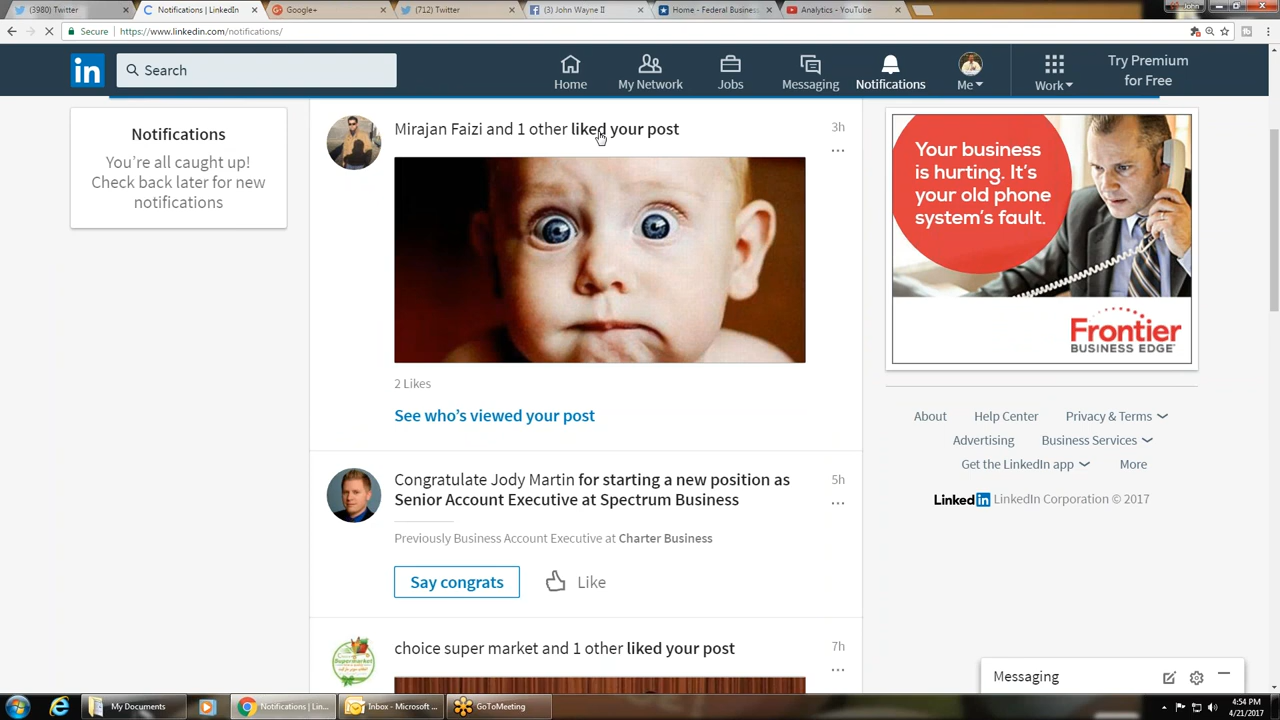 (3980) Twitter
Notifications | LinkedIn
Google+
(712) Twitter
(3) John Wayne II
Home - Federal Business
Analytics - YouTube
John
Secure
https://www.linkedin.com/notifications/
in
Search
Home
My Network
Jobs
Messaging
Notifications
Me
Work
Try Premium
for Free
Notifications
You're all caught up!
Check back later for new
notifications
Mirajan Faizi and 1 other liked your post
3h
2 Likes
See who's viewed your post
Congratulate Jody Martin for starting a new position as
Senior Account Executive at Spectrum Business
5h
Previously Business Account Executive at Charter Business
Say congrats
Like
choice super market and 1 other liked your post
7h
Your business
is hurting. It's
your old phone
system's fault.
Frontier
BUSINESS EDGE
About
Help Center
Privacy & Terms
Advertising
Business Services
Get the LinkedIn app
More
Linked in LinkedIn Corporation © 2017
Messaging
My Documents
Notifications | Lin...
Inbox - Microsoft ...
GoToMeeting
4:54 PM
4/21/2017